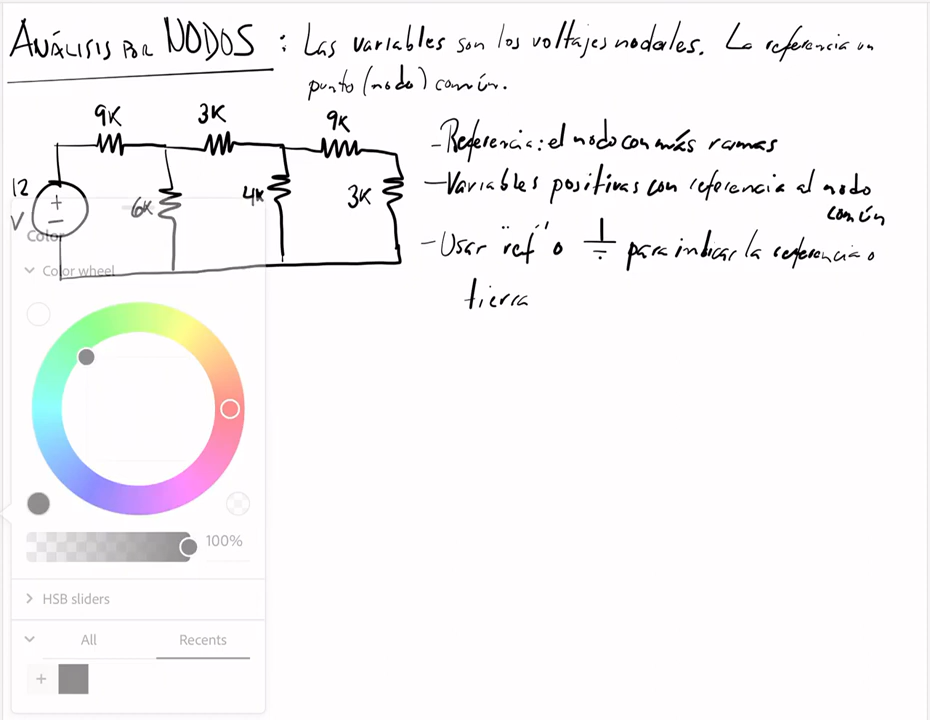 ANÁLISIS POR NODOS : Las variables son los voltajes nodales. La referencia un
punto (nodo) común.
9K 3K 9K
12 V + - 6K 4K 3K
- Referencia: el nodo con más ramas
- Variables positivas con referencia al nodo
común
- Usar "ref" o para indicar la referencia o
tierra
Color
Color wheel
100%
HSB sliders
All Recents
+